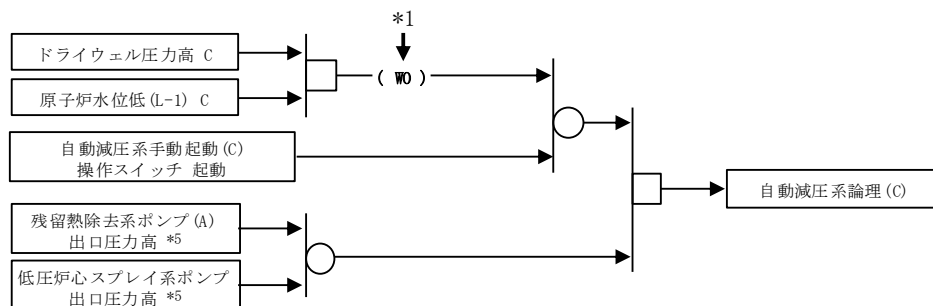 *1
ドライウェル圧力高 C
( WO )
原子炉水位低(L-1) C
自動減圧系手動起動(C)
操作スイッチ 起動
自動減圧系論理(C)
残留熱除去系ポンプ(A)
出口圧力高 *5
低圧炉心スプレイ系ポンプ
出口圧力高 *5